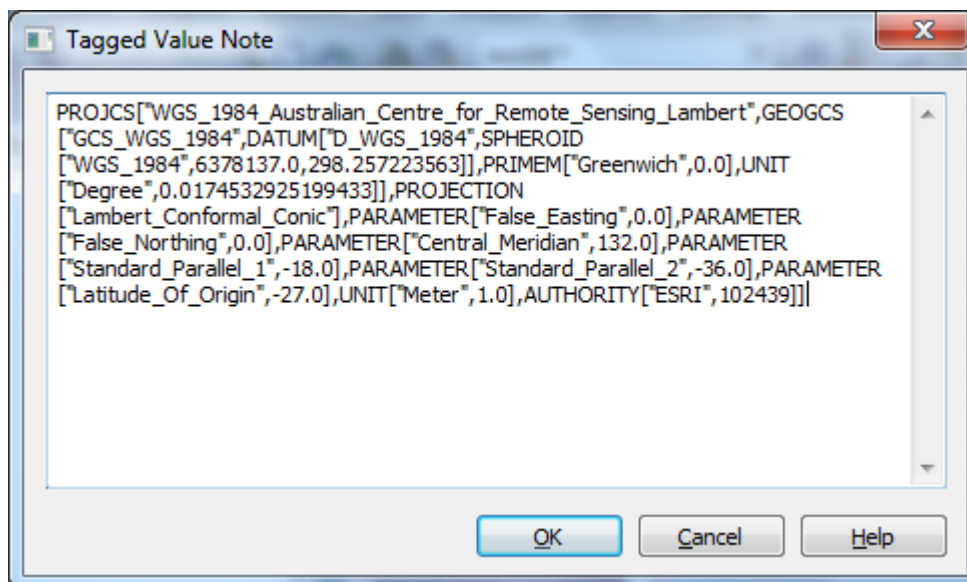 Tagged Value Note
PROJCS["WGS_1984_Australian_Centre_for_Remote_Sensing_Lambert",GEOGCS
["GCS_WGS_1984",DATUM["D_WGS_1984",SPHEROID
["WGS_1984",6378137.0,298.257223563]],PRIMEM["Greenwich",0.0],UNIT
["Degree",0.0174532925199433]],PROJECTION
["Lambert_Conformal_Conic"],PARAMETER["False_Easting",0.0],PARAMETER
["False_Northing",0.0],PARAMETER["Central_Meridian",132.0],PARAMETER
["Standard_Parallel_1",-18.0],PARAMETER["Standard_Parallel_2",-36.0],PARAMETER
["Latitude_Of_Origin",-27.0],UNIT["Meter",1.0],AUTHORITY["ESRI",102439]]
OK Cancel Help